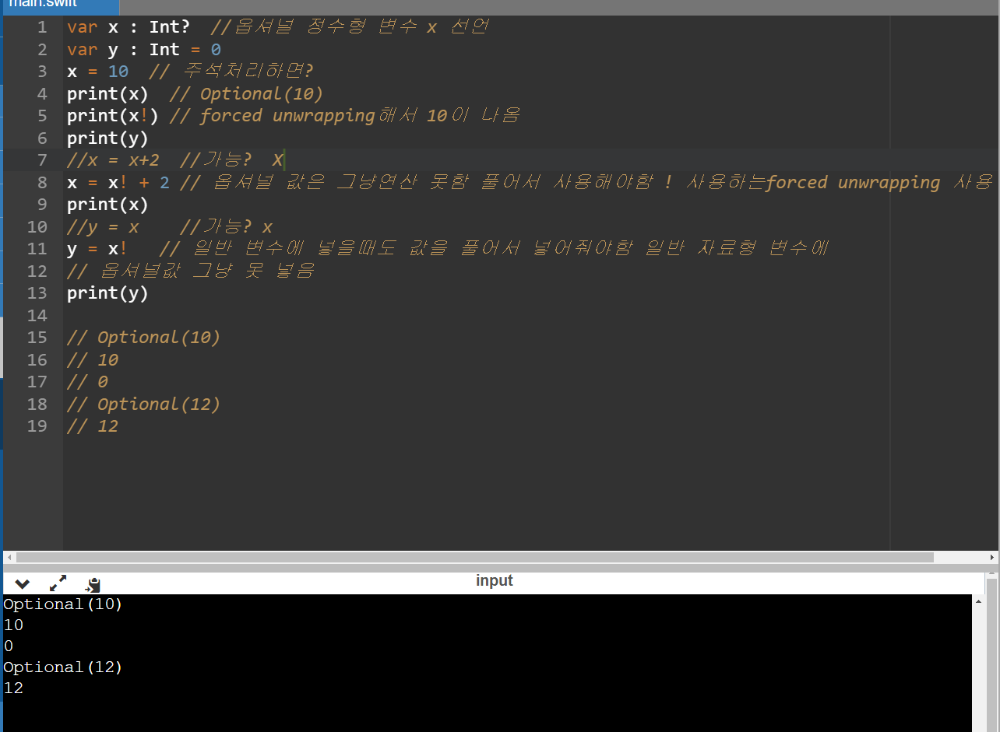 main.swift
1 var x : Int?  //옵셔널 정수형 변수 x 선언
2 var y : Int = 0
3 x = 10  // 주석처리하면?
4 print(x)  // Optional(10)
5 print(x!) // forced unwrapping해서 10이 나옴
6 print(y)
7 //x = x+2  //가능?  X
8 x = x! + 2 // 옵셔널 값은 그냥연산 못함 풀어서 사용해야함 ! 사용하는forced unwrapping 사용
9 print(x)
10 //y = x    //가능? x
11 y = x!   // 일반 변수에 넣을때도 값을 풀어서 넣어줘야함 일반 자료형 변수에
12 // 옵셔널값 그냥 못 넣음
13 print(y)
14
15 // Optional(10)
16 // 10
17 // 0
18 // Optional(12)
19 // 12
input
Optional(10)
10
0
Optional(12)
12